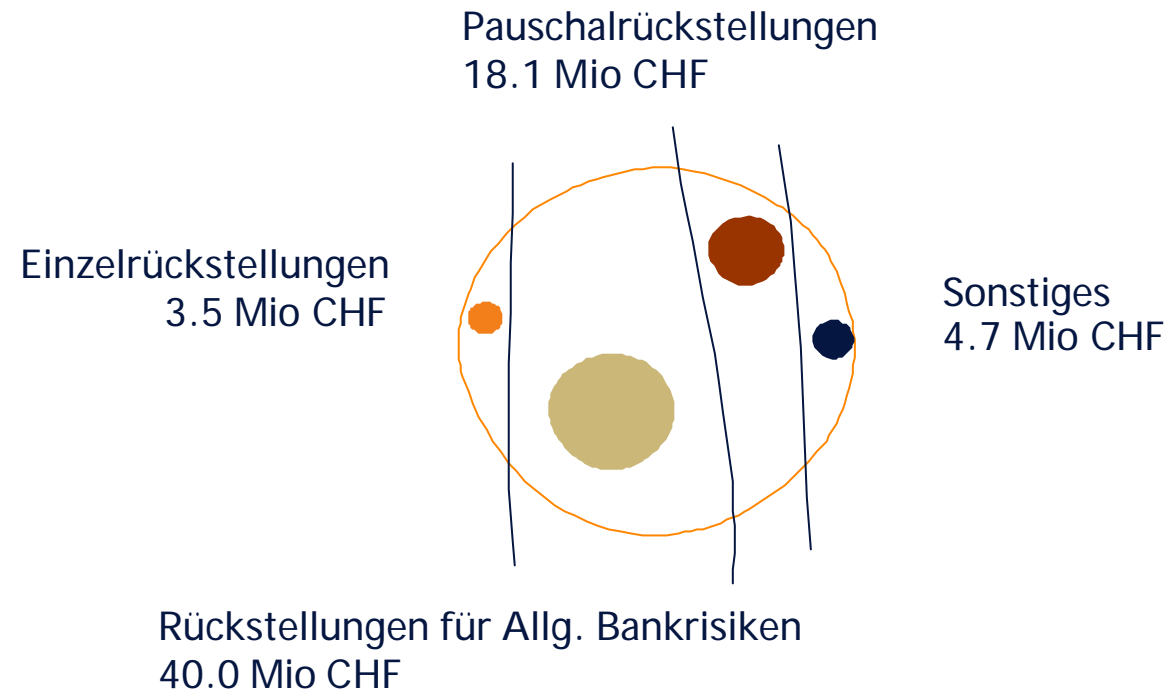 Pauschalrückstellungen
18.1 Mio CHF
Einzelrückstellungen
3.5 Mio CHF
Sonstiges
4.7 Mio CHF
Rückstellungen für Allg. Bankrisiken
40.0 Mio CHF